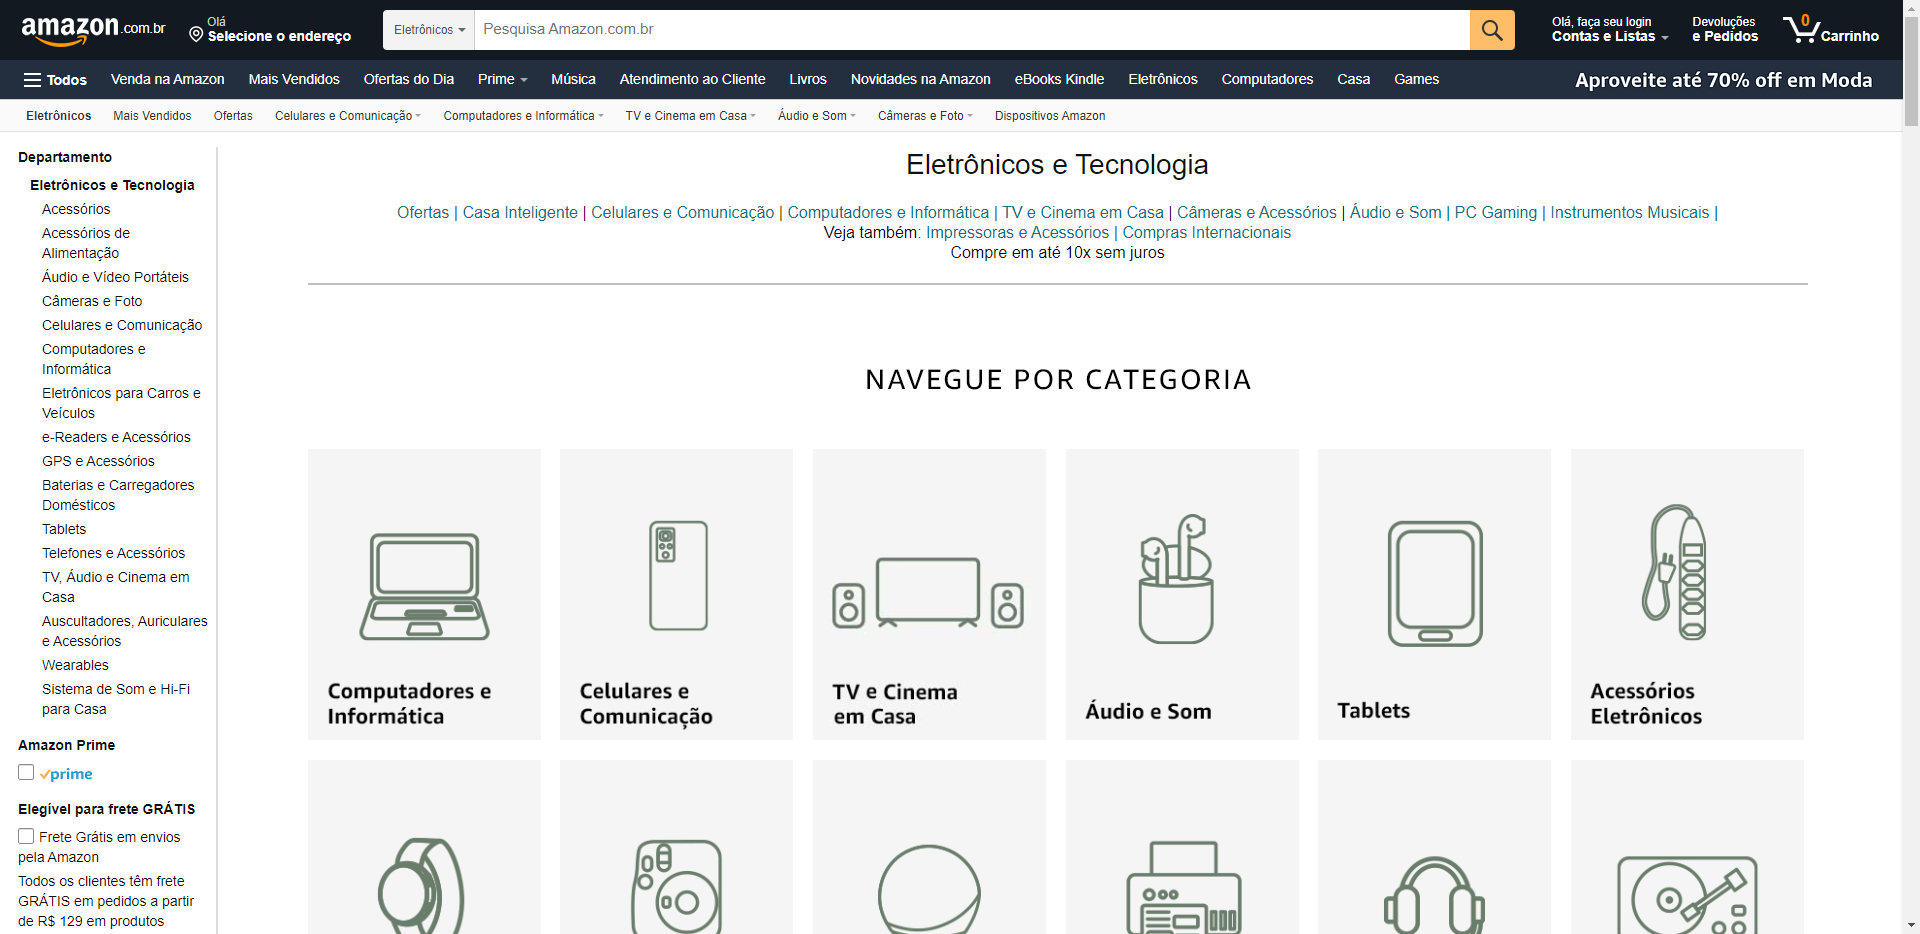 amazon.com.br
Olá
Selecione o endereço
Eletrônicos
Pesquisa Amazon.com.br
Olá, faça seu login
Contas e Listas
Devoluções
e Pedidos
0
Carrinho
Todos
Venda na Amazon
Mais Vendidos
Ofertas do Dia
Prime
Música
Atendimento ao Cliente
Livros
Novidades na Amazon
eBooks Kindle
Eletrônicos
Computadores
Casa
Games
Aproveite até 70% off em Moda
Eletrônicos
Mais Vendidos
Ofertas
Celulares e Comunicação
Computadores e Informática
TV e Cinema em Casa
Áudio e Som
Câmeras e Foto
Dispositivos Amazon
Departamento
Eletrônicos e Tecnologia
Acessórios
Acessórios de
Alimentação
Áudio e Vídeo Portáteis
Câmeras e Foto
Celulares e Comunicação
Computadores e
Informática
Eletrônicos para Carros e
Veículos
e-Readers e Acessórios
GPS e Acessórios
Baterias e Carregadores
Domésticos
Tablets
Telefones e Acessórios
TV, Áudio e Cinema em
Casa
Auscultadores, Auriculares
e Acessórios
Wearables
Sistema de Som e Hi-Fi
para Casa
Amazon Prime
prime
Elegível para frete GRÁTIS
Frete Grátis em envios
pela Amazon
Todos os clientes têm frete
GRÁTIS em pedidos a partir
de R$ 129 em produtos
Eletrônicos e Tecnologia
Ofertas | Casa Inteligente | Celulares e Comunicação | Computadores e Informática | TV e Cinema em Casa | Câmeras e Acessórios | Áudio e Som | PC Gaming | Instrumentos Musicais |
Veja também: Impressoras e Acessórios | Compras Internacionais
Compre em até 10x sem juros
NAVEGUE POR CATEGORIA
Computadores e
Informática
Celulares e
Comunicação
TV e Cinema
em Casa
Áudio e Som
Tablets
Acessórios
Eletrônicos